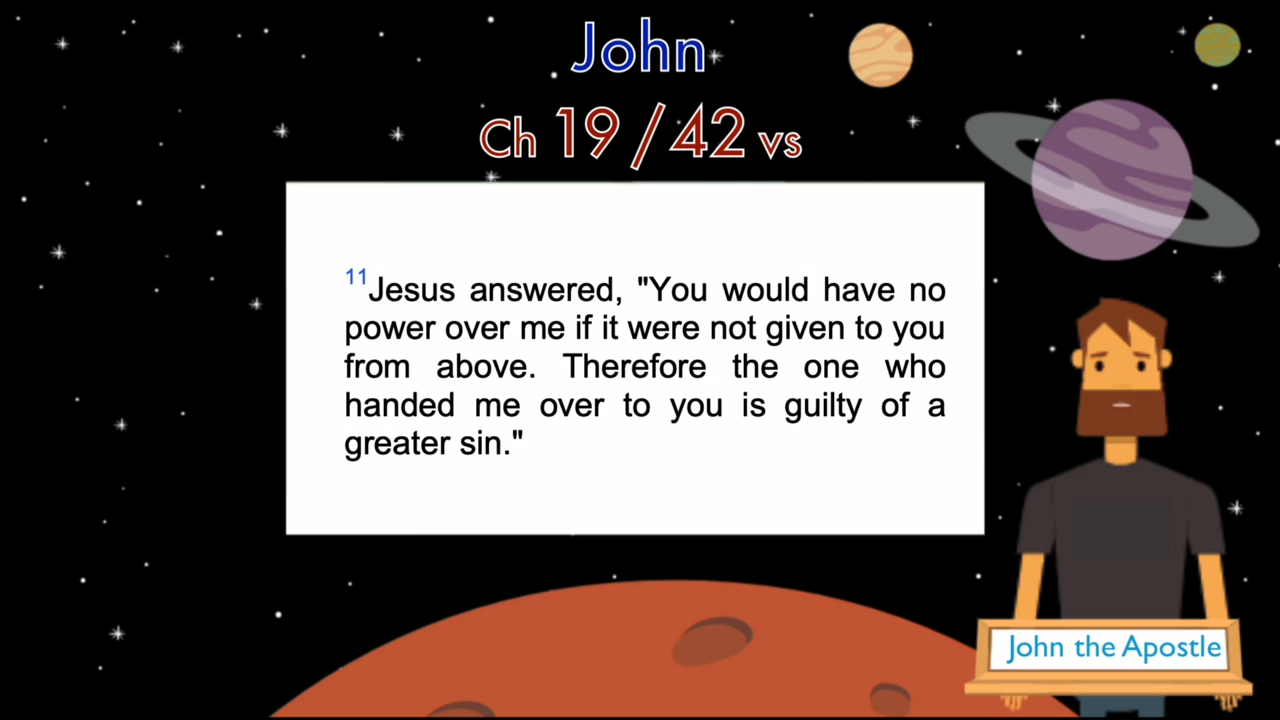 John
Ch 19 / 42 vs
11Jesus answered, "You would have no
power over me if it were not given to you
from above. Therefore the one who
handed me over to you is guilty of a
greater sin."
John the Apostle